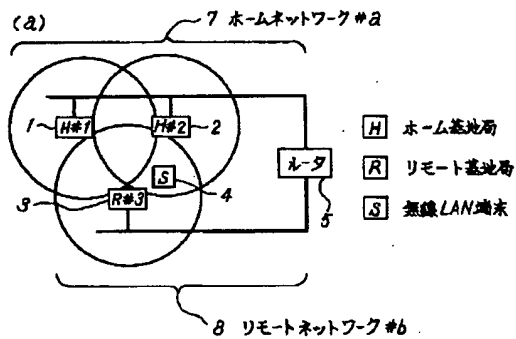 (a)
7 ホームネットワーク#a
1 H#1 H#2 2
H ホーム基地局
ルータ
R リモート基地局
S
4
3 R#3
5
S 無線LAN端末
8 リモートネットワーク#b